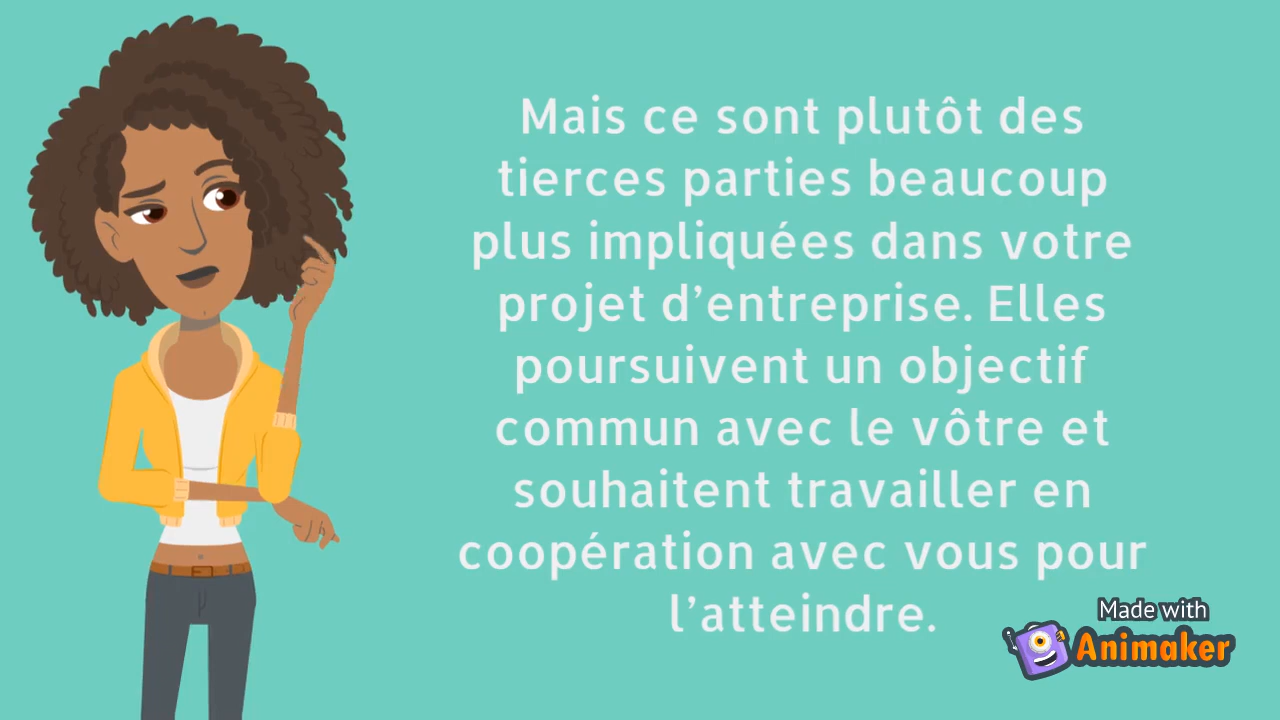 Mais ce sont plutôt des
tierces parties beaucoup
plus impliquées dans votre
projet d’entreprise. Elles
poursuivent un objectif
commun avec le vôtre et
souhaitent travailler en
coopération avec vous pour
l’atteindre.
Made with
Animaker